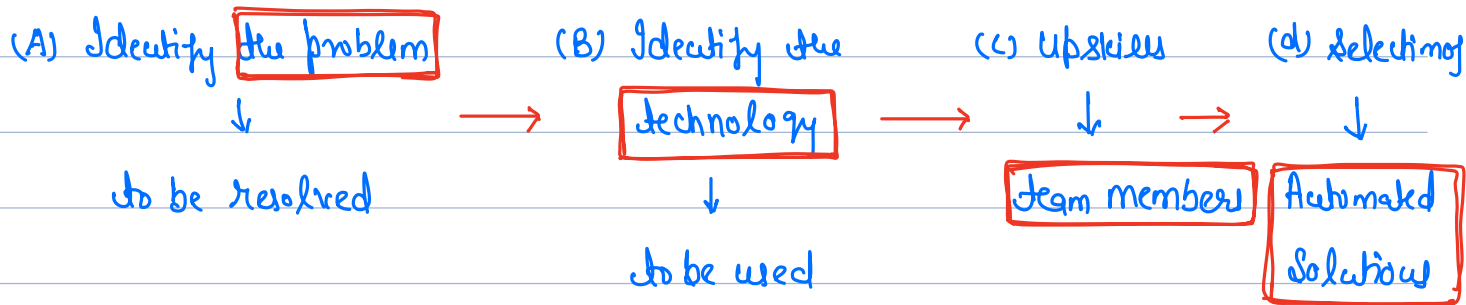 (A) Identify the problem
↓
to be resolved
→
(B) Identify the
technology
↓
to be used
→
(C) Upskills
↓
team members
→
(d) Selecting
↓
Automated
Solutions